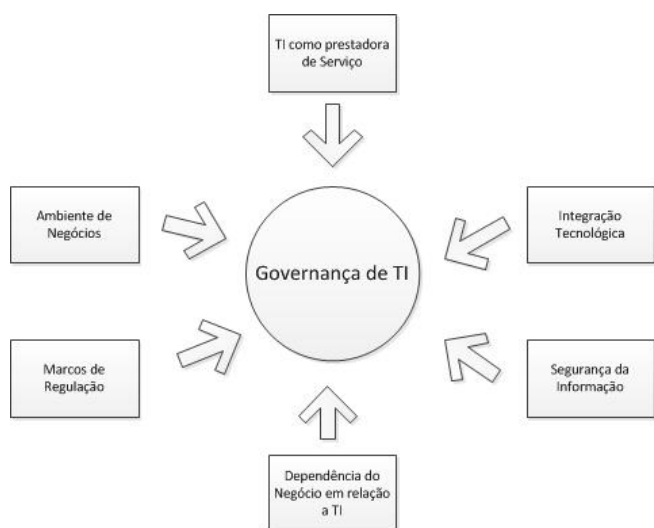 TI como prestadora
de Serviço
Ambiente de
Negócios
Integração
Tecnológica
Governança de TI
Marcos de
Regulação
Segurança da
Informação
Dependência do
Negócio em relação
a TI